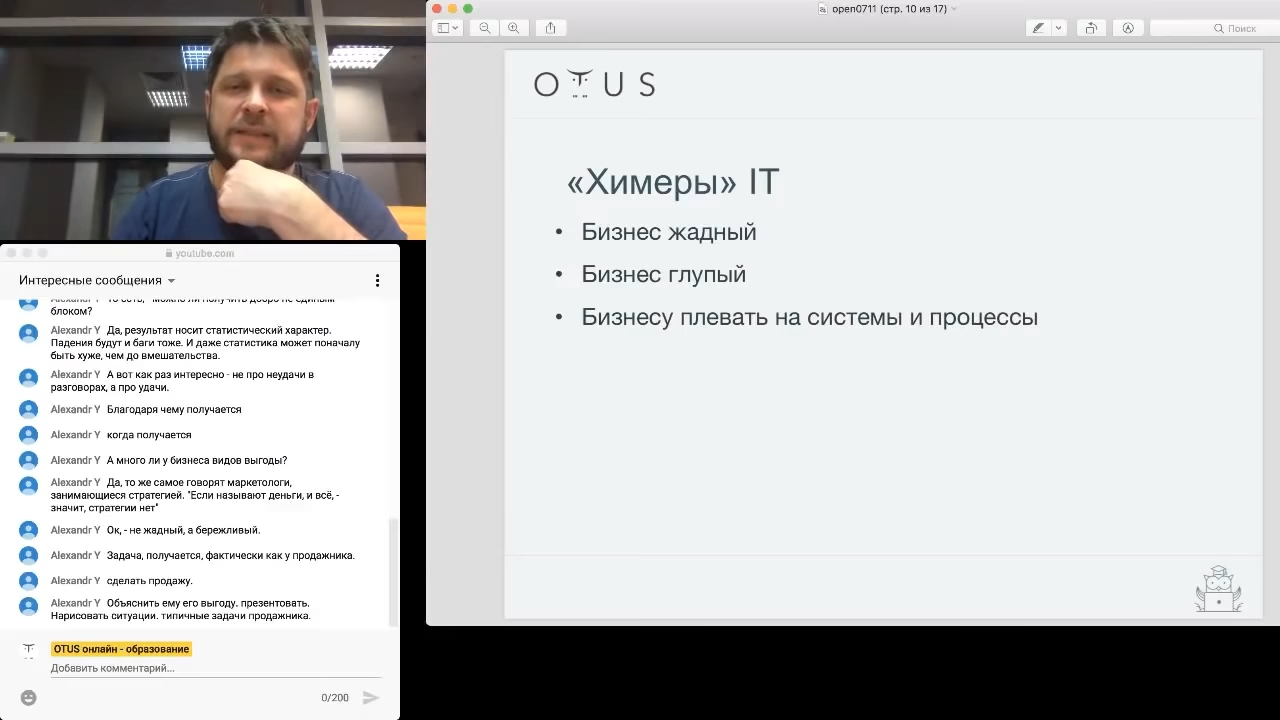 open0711 (стр. 10 из 17)
Поиск
OTUS
«Химеры» IT
• Бизнес жадный
• Бизнес глупый
• Бизнесу плевать на системы и процессы
youtube.com
Интересные сообщения
блоком?
Alexandr Y Да, результат носит статистический характер.
Падения будут и баги тоже. И даже статистика может поначалу
быть хуже, чем до вмешательства.
Alexandr Y А вот как раз интересно - не про неудачи в
разговорах, а про удачи.
Alexandr Y Благодаря чему получается
Alexandr Y когда получается
Alexandr Y А много ли у бизнеса видов выгоды?
Alexandr Y Да, то же самое говорят маркетологи,
занимающиеся стратегией. "Если называют деньги, и всё, -
значит, стратегии нет"
Alexandr Y Ок, - не жадный, а бережливый.
Alexandr Y Задача, получается, фактически как у продажника.
Alexandr Y сделать продажу.
Alexandr Y Объяснить ему его выгоду. презентовать.
Нарисовать ситуации. типичные задачи продажника.
OTUS онлайн - образование
Добавить комментарий...
0/200